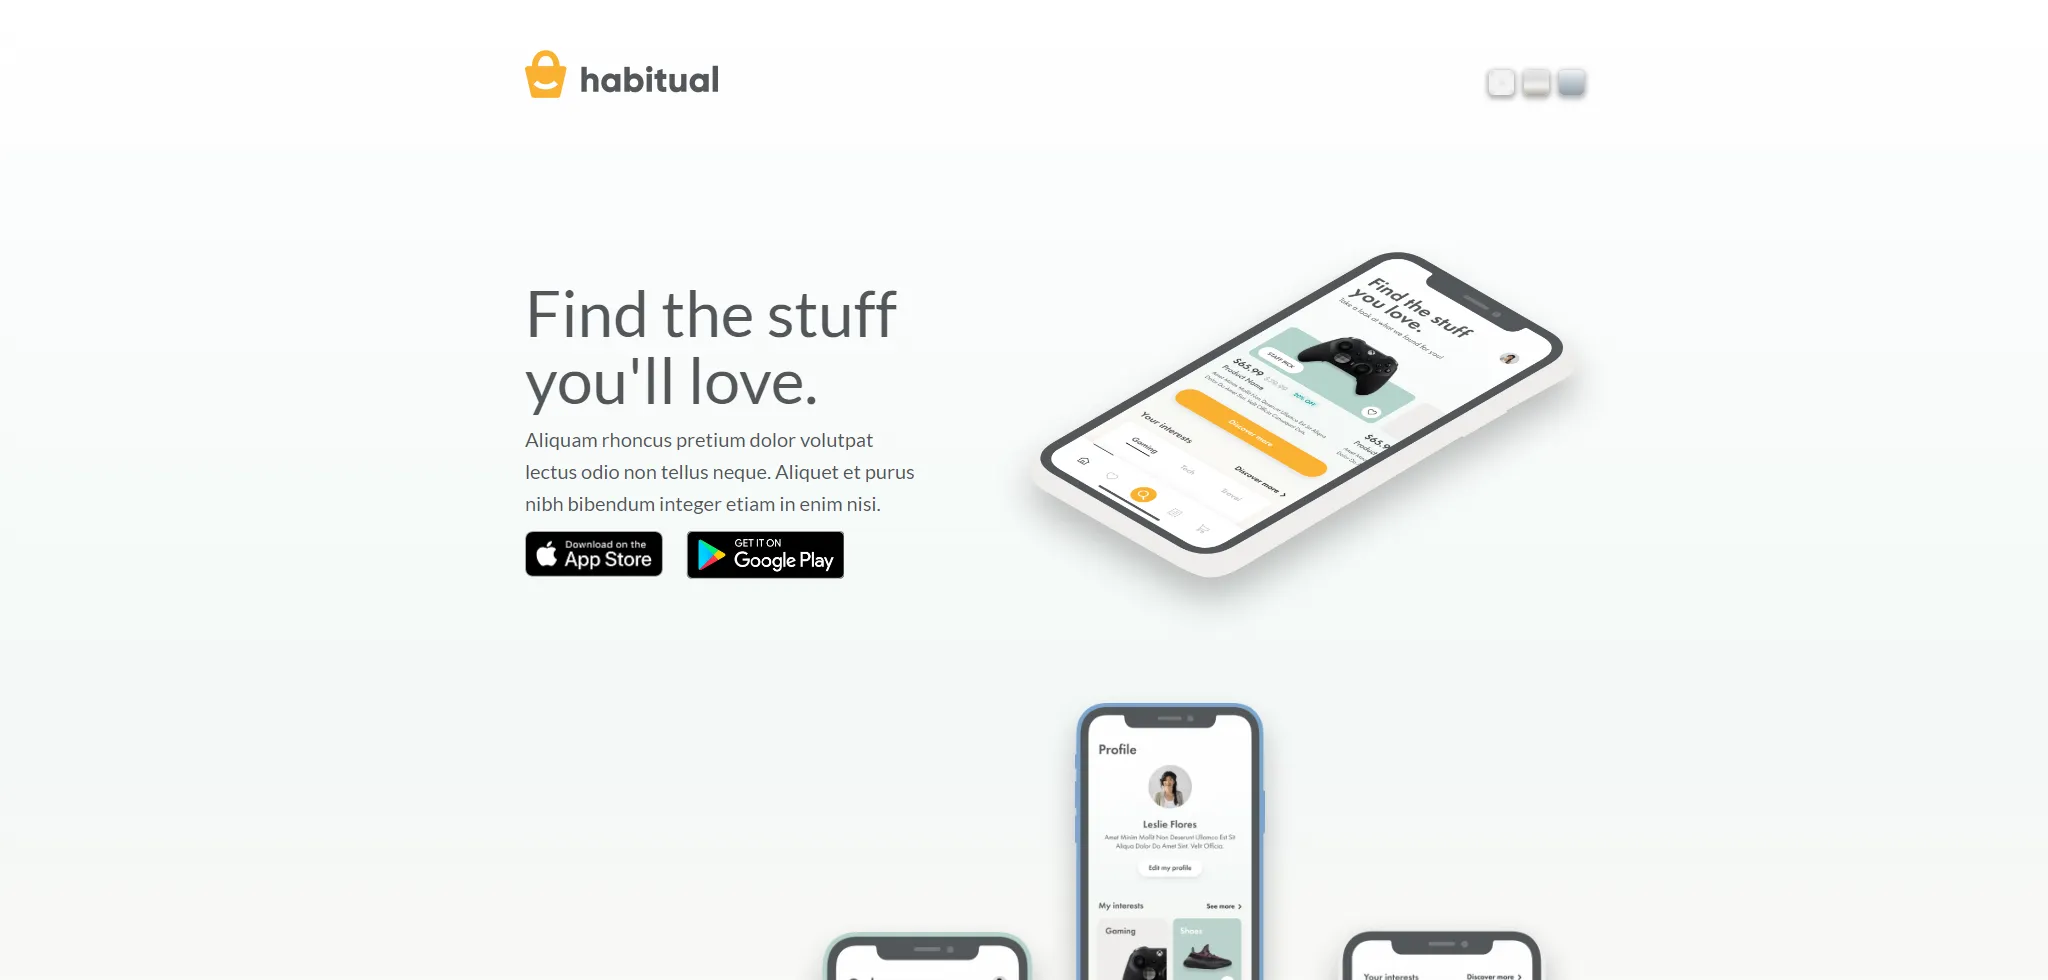 habitual
Find the stuff
you'll love.
Aliquam rhoncus pretium dolor volutpat
lectus odio non tellus neque. Aliquet et purus
nibh bibendum integer etiam in enim nisi.
Download on the
App Store
GET IT ON
Google Play
Find the stuff
you love.
Take a look at what we found for you!
STAFF PICK
$65.99
Product Name
Discover more
Your interests
Discover more
Gaming
Tech
Travel
Profile
Leslie Flores
Amet Minim Mollit Non Deserunt Ullamco Est Sit
Aliqua Dolor Do Amet Sint. Velit Officia.
Edit my profile
My interests
See more
Gaming
Shoes
Your interests
Discover more